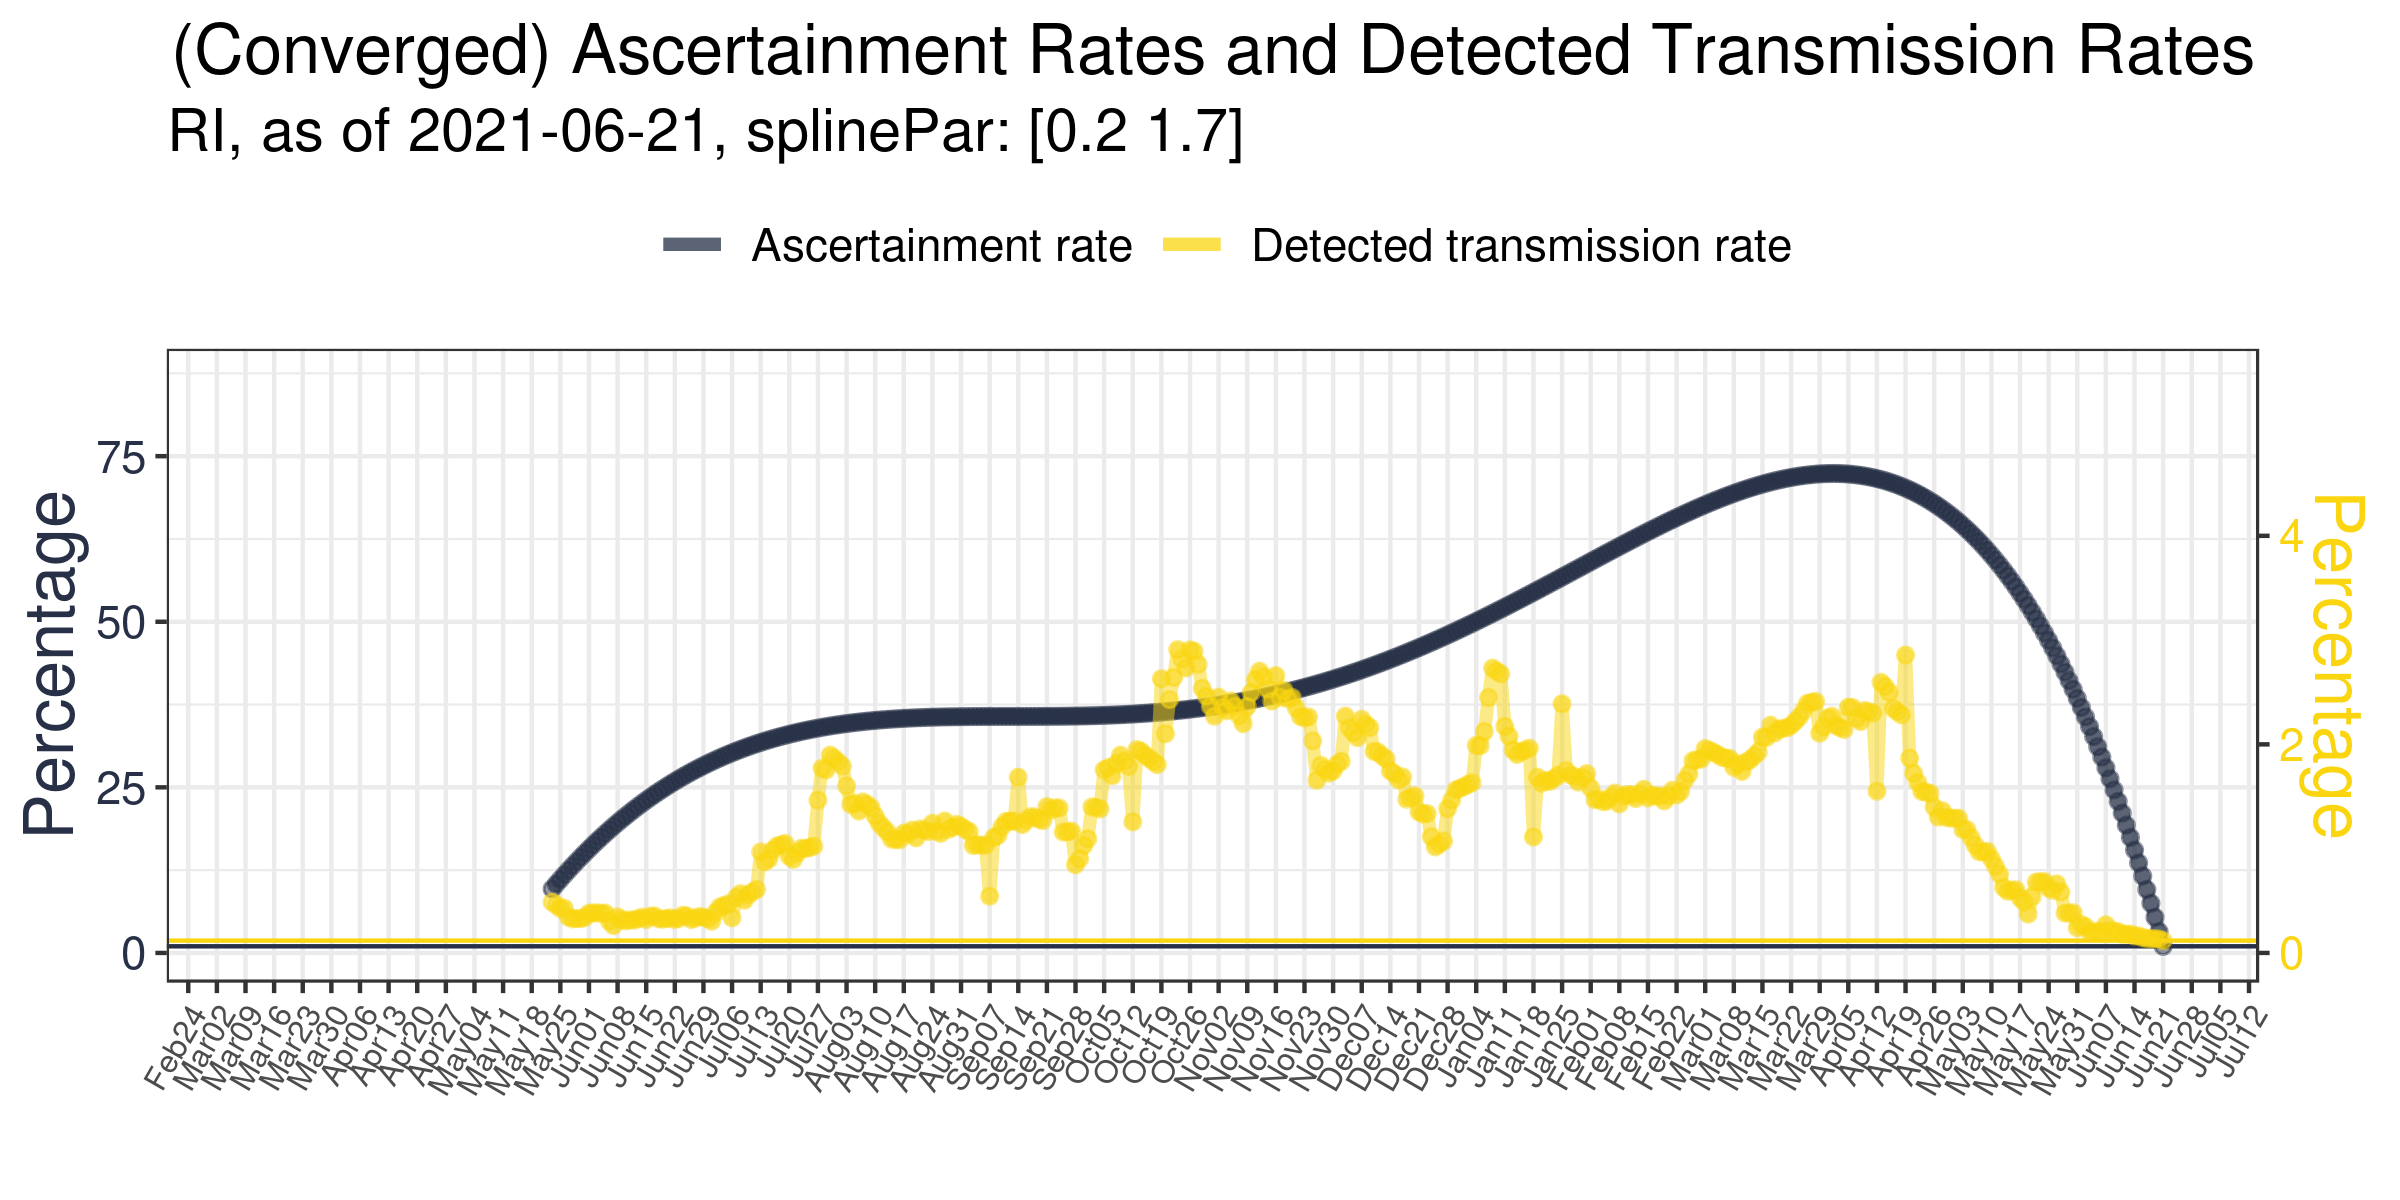 (Converged) Ascertainment Rates and Detected Transmission Rates
RI, as of 2021-06-21, splinePar: [0.2 1.7]
Ascertainment rate
Detected transmission rate
Percentage
75
50
25
0
4
2
0
Percentage
Feb24
Mar02
Mar09
Mar16
Mar23
Mar30
Apr06
Apr13
Apr20
Apr27
May04
May11
May18
May25
Jun01
Jun08
Jun15
Jun22
Jun29
Jul06
Jul13
Jul20
Jul27
Aug03
Aug10
Aug17
Aug24
Aug31
Sep07
Sep14
Sep21
Sep28
Oct05
Oct12
Oct19
Oct26
Nov02
Nov09
Nov16
Nov23
Nov30
Dec07
Dec14
Dec21
Dec28
Jan04
Jan11
Jan18
Jan25
Feb01
Feb08
Feb15
Feb22
Mar01
Mar08
Mar15
Mar22
Mar29
Apr05
Apr12
Apr19
Apr26
May03
May10
May17
May24
May31
Jun07
Jun14
Jun21
Jun28
Jul05
Jul12